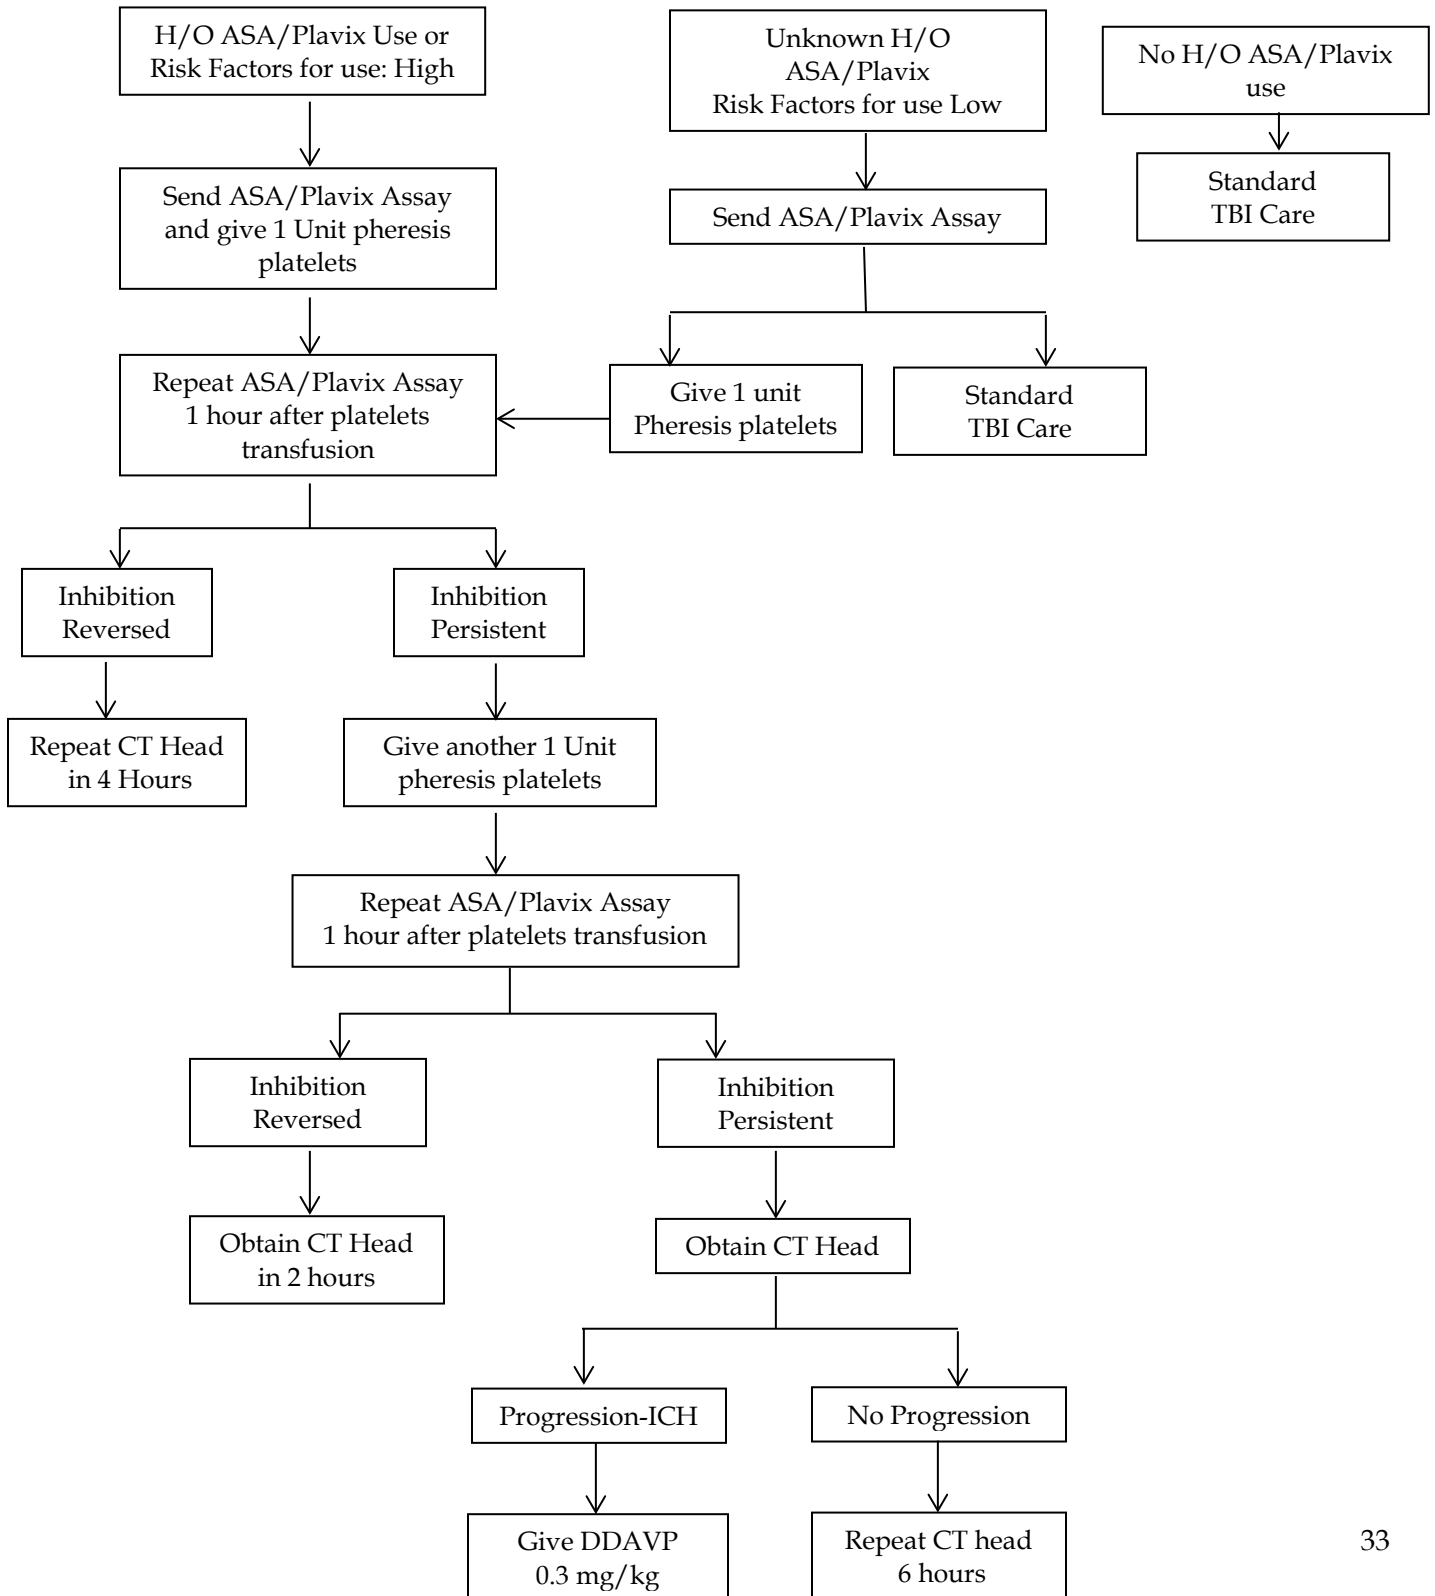 H/O ASA/Plavix Use or
Risk Factors for use: High
Unknown H/O
ASA/Plavix
Risk Factors for use Low
No H/O ASA/Plavix
use
Send ASA/Plavix Assay
and give 1 Unit pheresis
platelets
Send ASA/Plavix Assay
Standard
TBI Care
Repeat ASA/Plavix Assay
1 hour after platelets
transfusion
Give 1 unit
Pheresis platelets
Standard
TBI Care
Inhibition
Reversed
Inhibition
Persistent
Repeat CT Head
in 4 Hours
Give another 1 Unit
pheresis platelets
Repeat ASA/Plavix Assay
1 hour after platelets transfusion
Inhibition
Reversed
Inhibition
Persistent
Obtain CT Head
in 2 hours
Obtain CT Head
Progression-ICH
No Progression
Give DDAVP
0.3 mg/kg
Repeat CT head
6 hours
33